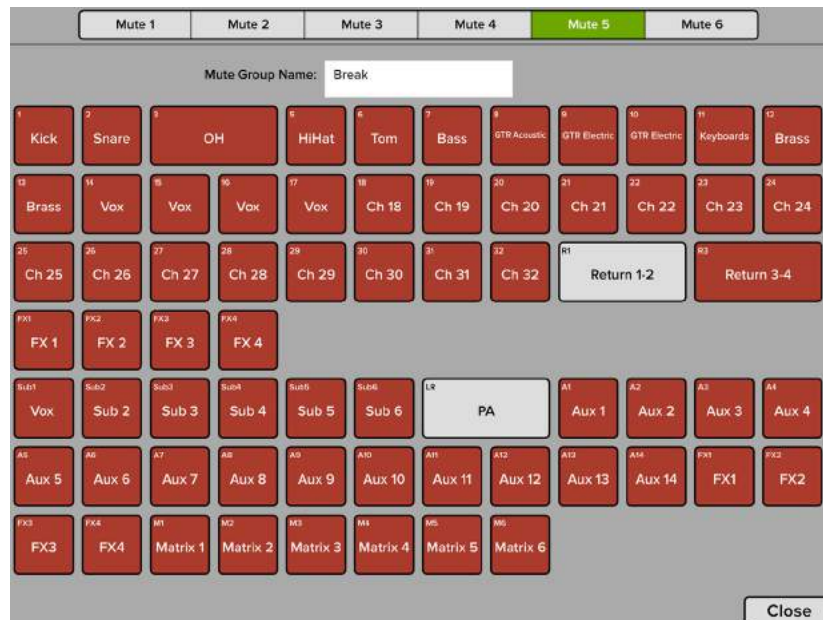 Mute 1 Mute 2 Mute 3 Mute 4 Mute 5 Mute 6
Mute Group Name: Break
1 2 3 5 6 7 8 9 10 11 12
Kick Snare OH HiHat Tom Bass GTR Acoustic GTR Electric GTR Electric Keyboards Brass
13 14 15 16 17 18 19 20 21 22 23 24
Brass Vox Vox Vox Vox Ch 18 Ch 19 Ch 20 Ch 21 Ch 22 Ch 23 Ch 24
25 26 27 28 29 30 31 32 R1 R3
Ch 25 Ch 26 Ch 27 Ch 28 Ch 29 Ch 30 Ch 31 Ch 32 Return 1-2 Return 3-4
FX1 FX2 FX3 FX4
FX 1 FX 2 FX 3 FX 4
Sub1 Sub2 Sub3 Sub4 Sub5 Sub6 LR A1 A2 A3 A4
Vox Sub 2 Sub 3 Sub 4 Sub 5 Sub 6 PA Aux 1 Aux 2 Aux 3 Aux 4
A5 A6 A7 A8 A9 A10 A11 A12 A13 A14 FX1 FX2
Aux 5 Aux 6 Aux 7 Aux 8 Aux 9 Aux 10 Aux 11 Aux 12 Aux 13 Aux 14 FX1 FX2
FX3 FX4 M1 M2 M3 M4 M5 M6
FX3 FX4 Matrix 1 Matrix 2 Matrix 3 Matrix 4 Matrix 5 Matrix 6
Close